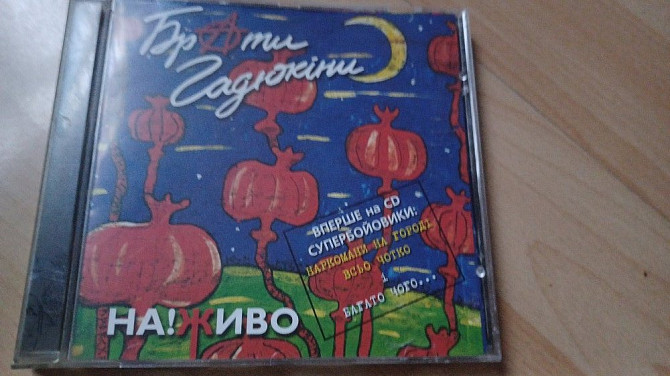 Брати
Гадюкіни
ВПЕРШЕ на CD
СУПЕРБОЙОВИКИ:
НАРКОМАНИ НА ГОРОДІ
ВСЬО ЧОТКО
і
БАГАТО ЧОГО...
НА!ЖИВО